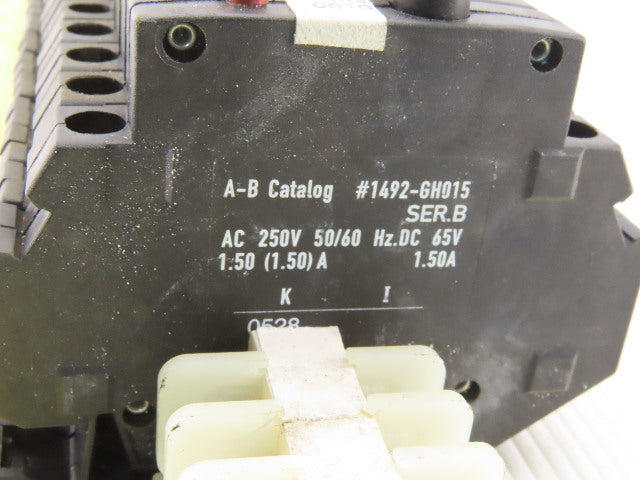 A-B Catalog #1492-GH015
SER.B
AC 250V 50/60 Hz.DC 65V
1.50 (1.50) A 1.50A
K I
0528